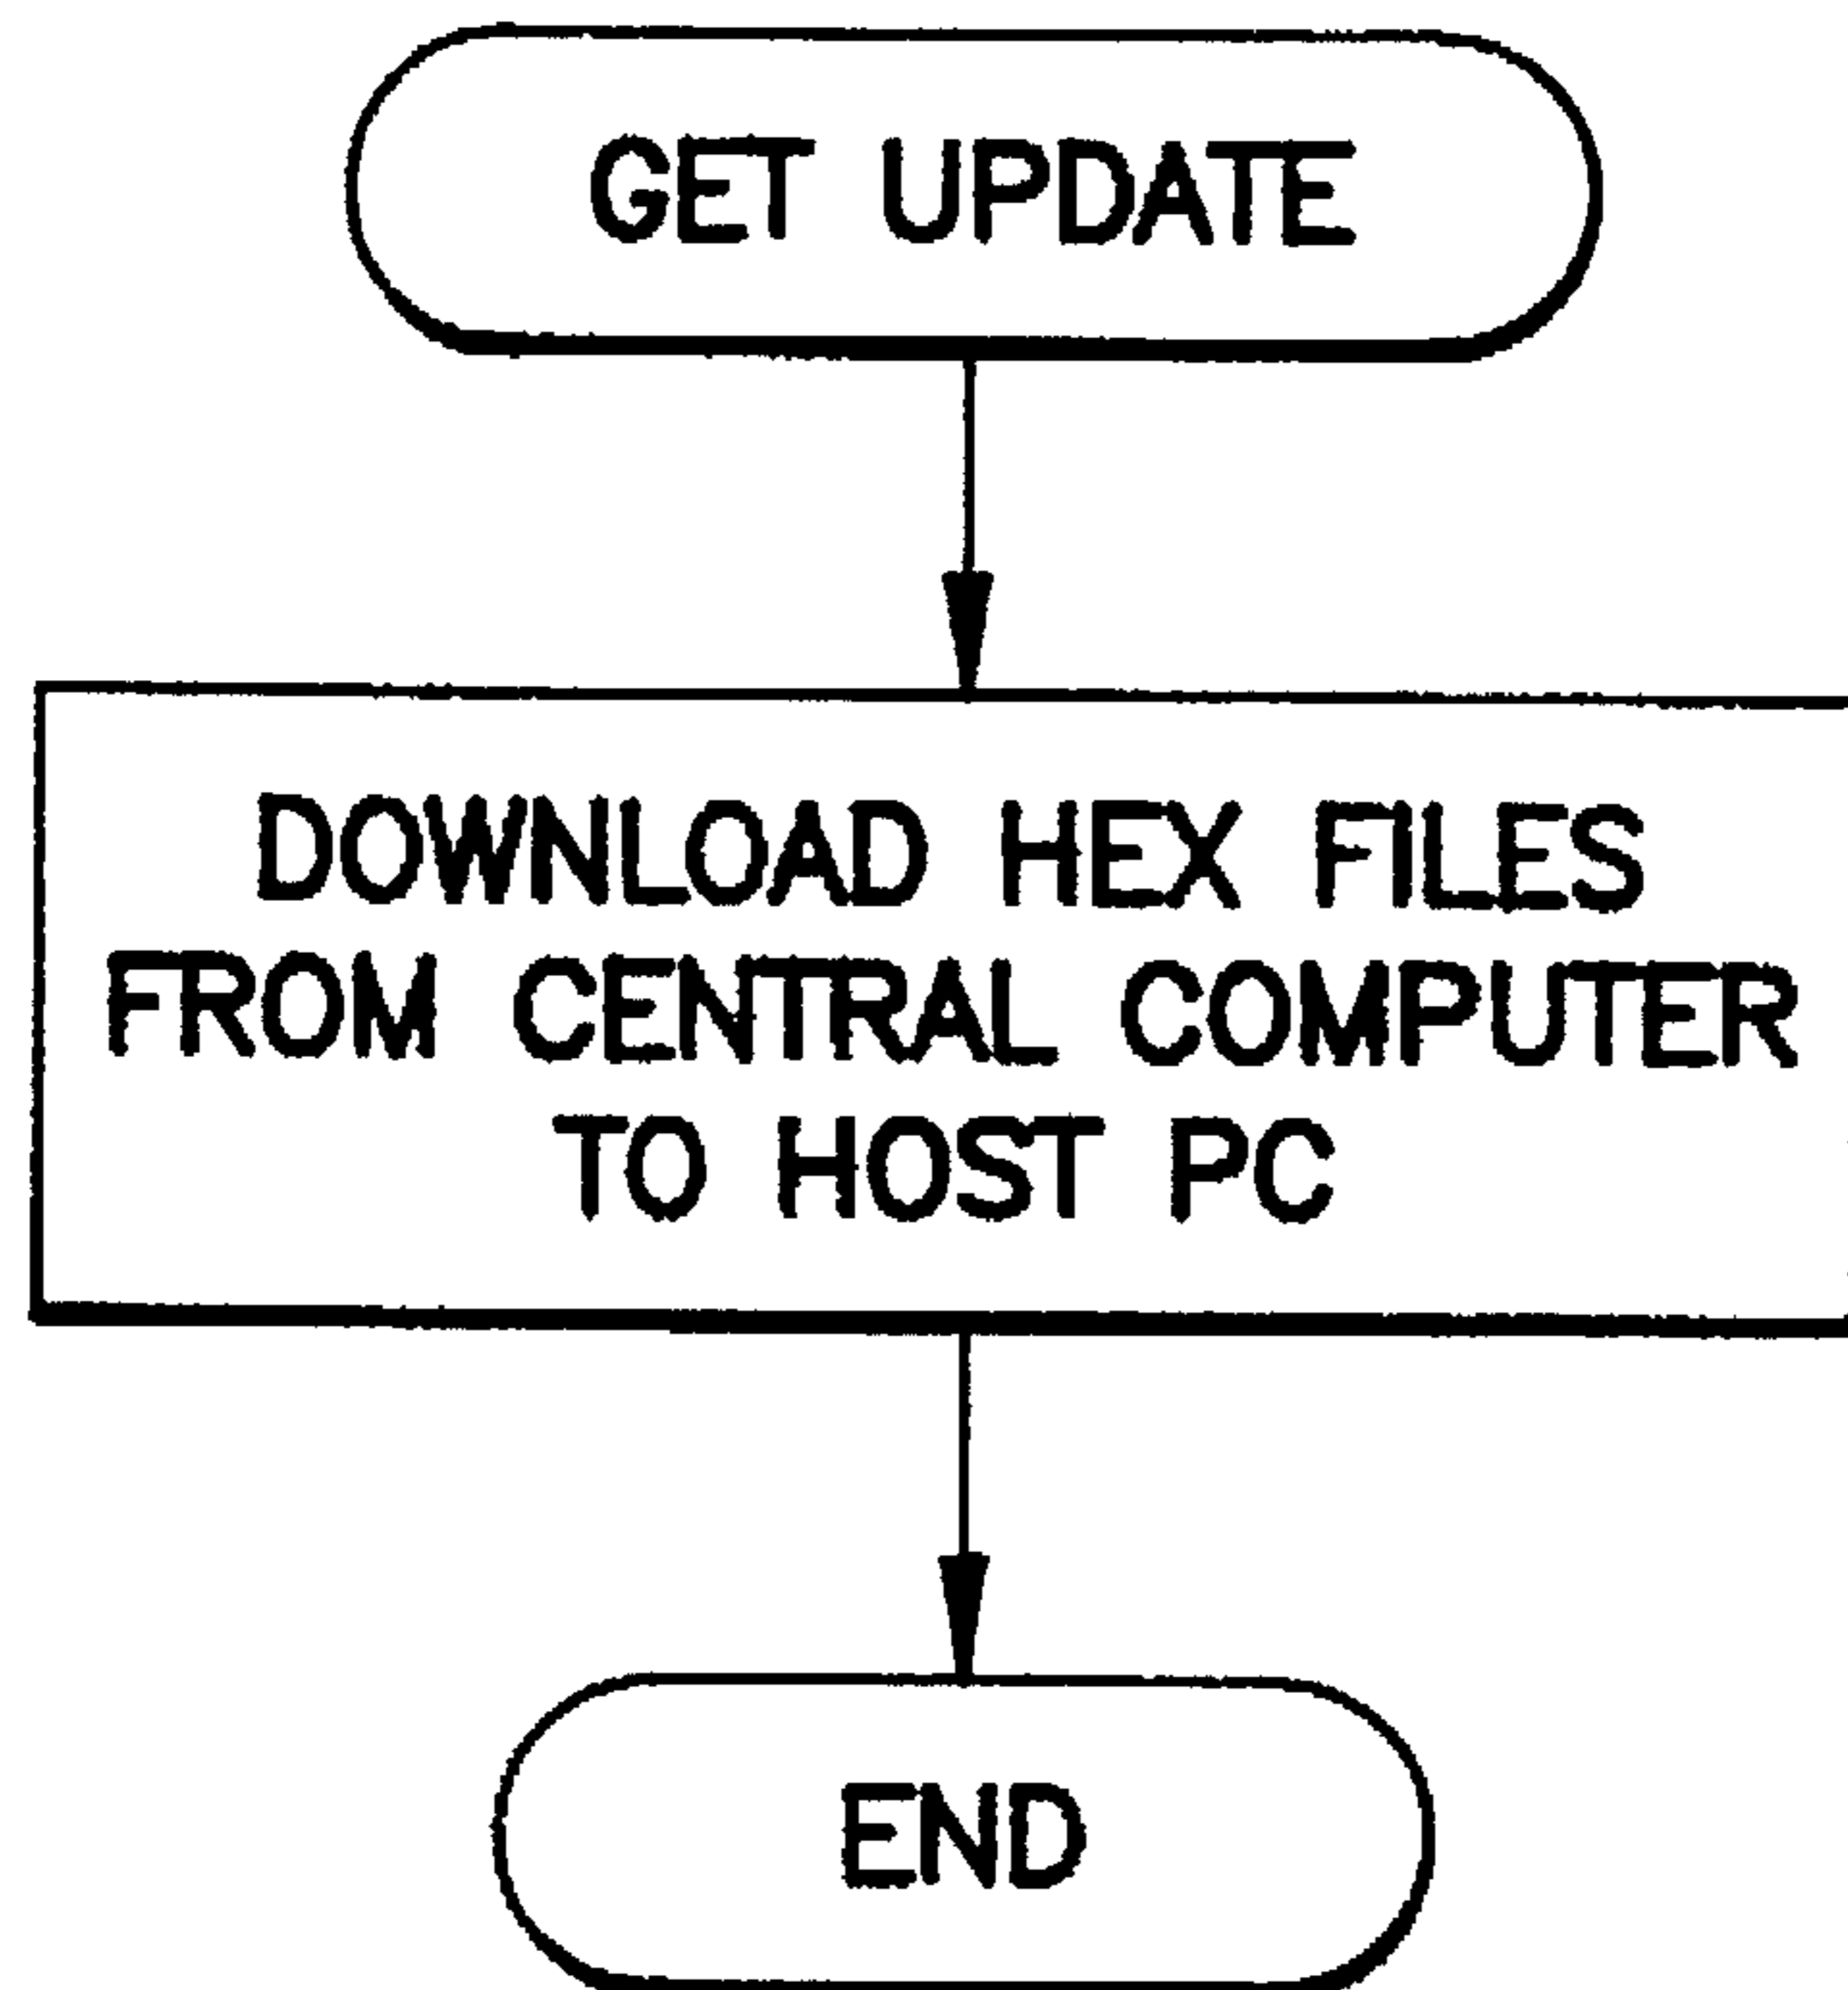 GET UPDATE
DOWNLOAD HEX FILES
FROM CENTRAL COMPUTER
TO HOST PC
END